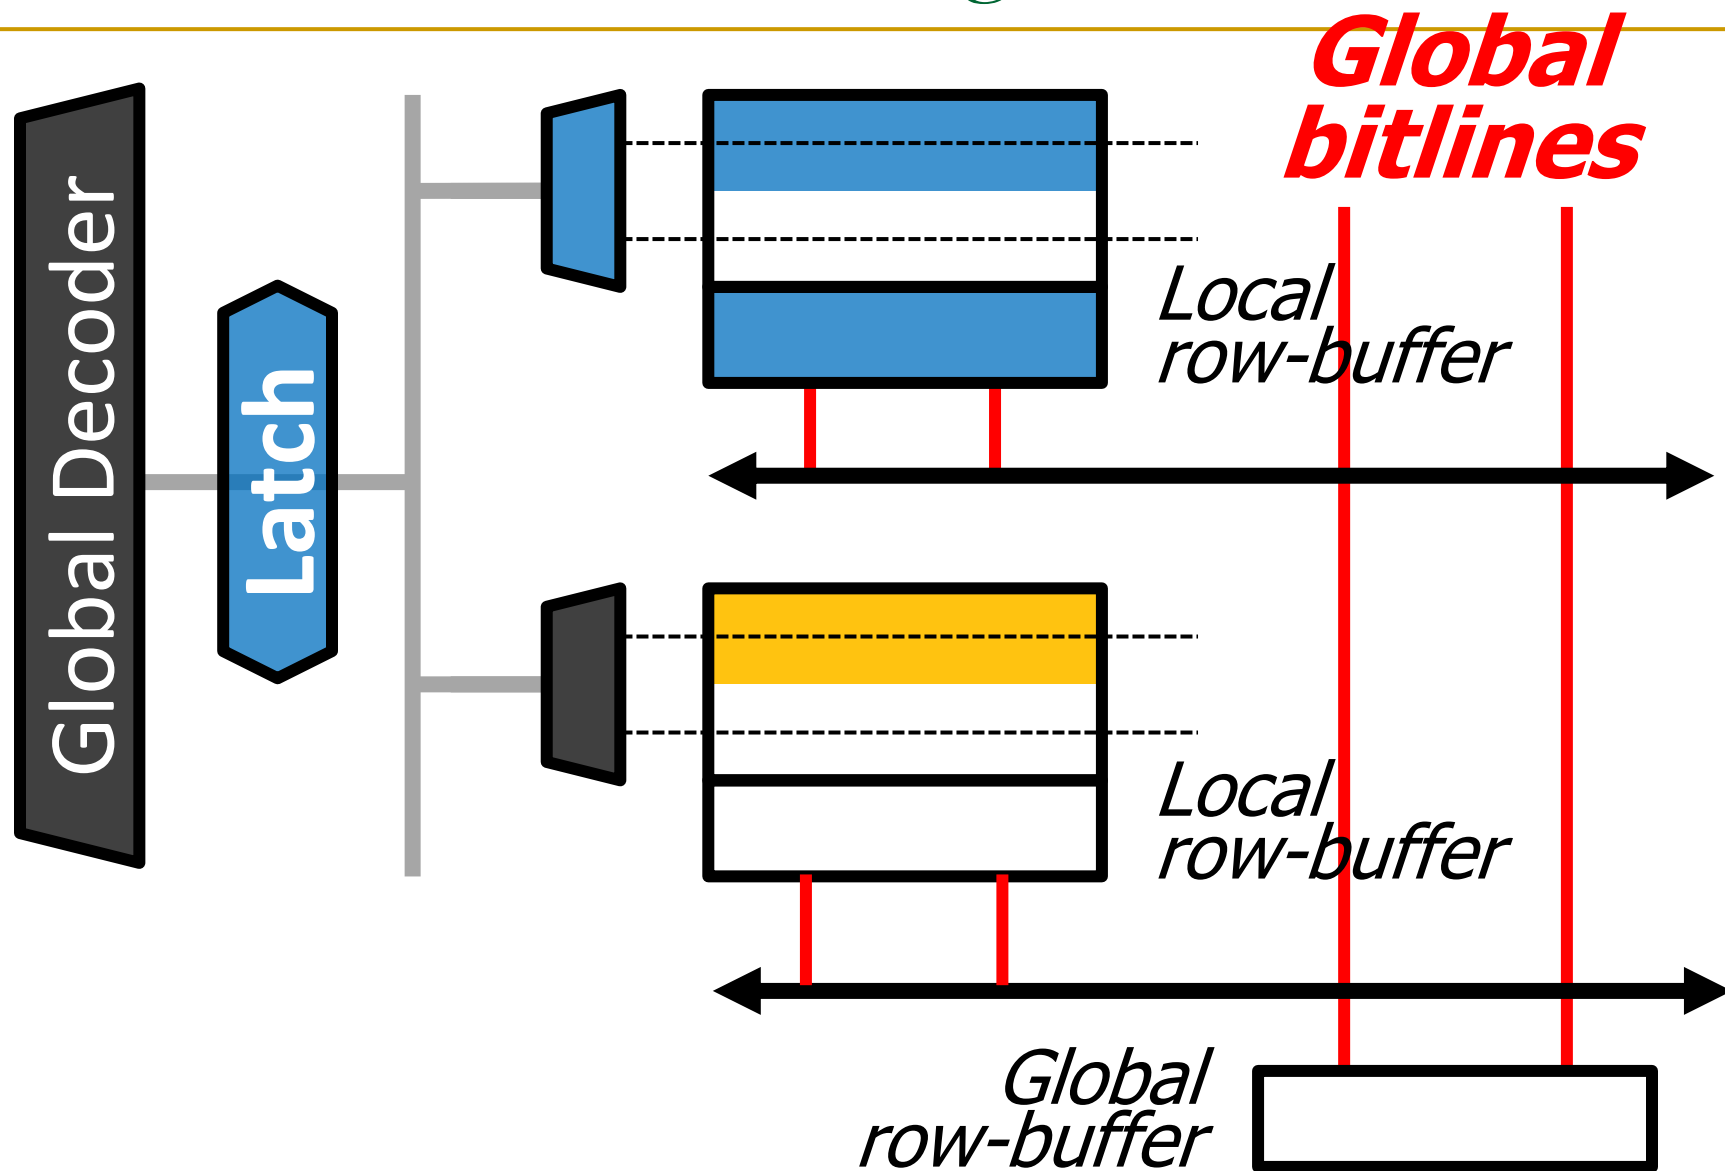 Global
bitlines
Global Decoder
Latch
Local
row-buffer
Local
row-buffer
Global
row-buffer